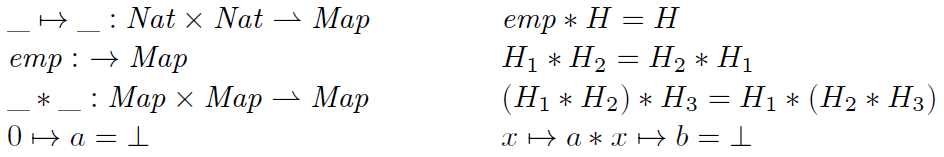 _ ↦ _ : Nat × Nat ⇀ Map
emp : → Map
_ ∗ _ : Map × Map ⇀ Map
0 ↦ a = ⊥
emp ∗ H = H
H₁ ∗ H₂ = H₂ ∗ H₁
(H₁ ∗ H₂) ∗ H₃ = H₁ ∗ (H₂ ∗ H₃)
x ↦ a ∗ x ↦ b = ⊥